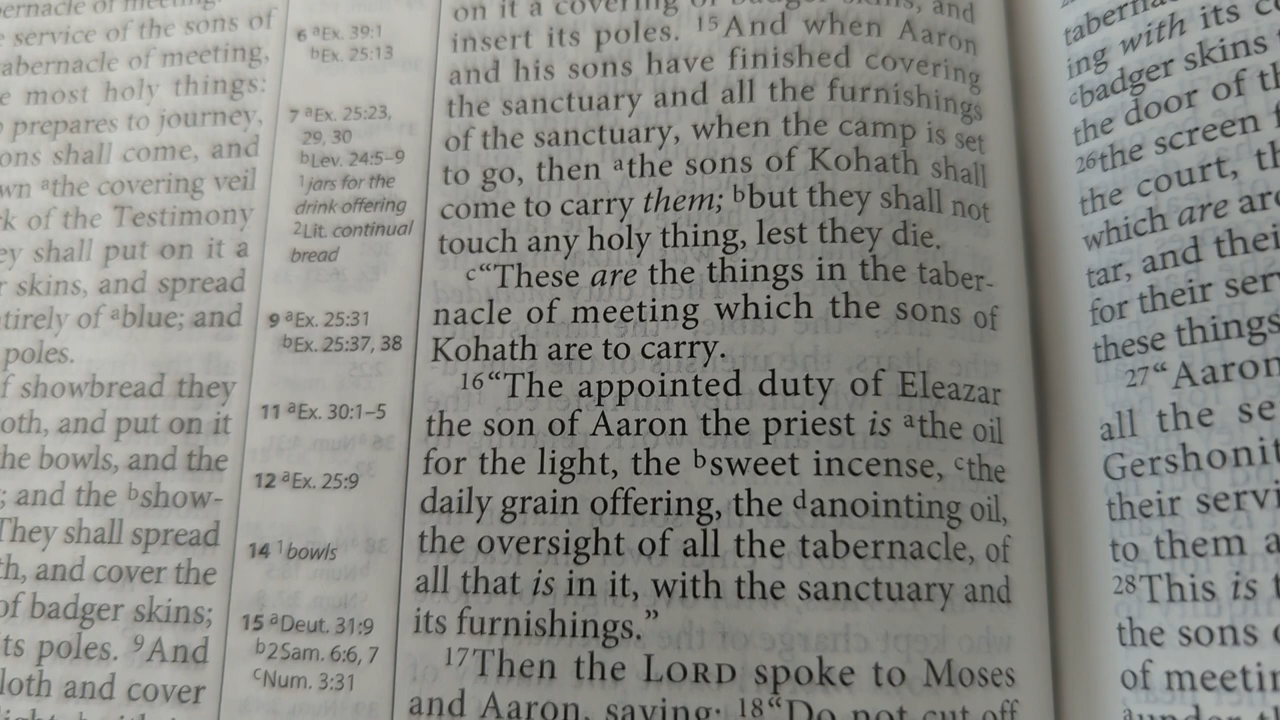 service of the sons of
abernacle of meeting,
most holy things:
prepares to journey,
ons shall come, and
wn ᵃthe covering veil
k of the Testimony
ey shall put on it a
r skins, and spread
tirely of ᵃblue; and
poles.
f showbread they
oth, and put on it
he bowls, and the
; and the ᵇshow-
They shall spread
th, and cover the
of badger skins;
ts poles. ⁹And
loth and cover
6 ᵃEx. 39:1
ᵇEx. 25:13
7 ᵃEx. 25:23,
29, 30
ᵇLev. 24:5–9
¹jars for the
drink offering
²Lit. continual
bread
9 ᵃEx. 25:31
ᵇEx. 25:37, 38
11 ᵃEx. 30:1–5
12 ᵃEx. 25:9
14 ¹bowls
15 ᵃDeut. 31:9
ᵇ2Sam. 6:6, 7
ᶜNum. 3:31
on it a covering of badger skins, and
insert its poles. ¹⁵And when Aaron
and his sons have finished covering
the sanctuary and all the furnishings
of the sanctuary, when the camp is set
to go, then ᵃthe sons of Kohath shall
come to carry them; ᵇbut they shall not
touch any holy thing, lest they die.
ᶜ“These are the things in the taber-
nacle of meeting which the sons of
Kohath are to carry.
¹⁶“The appointed duty of Eleazar
the son of Aaron the priest is ᵃthe oil
for the light, the ᵇsweet incense, ᶜthe
daily grain offering, the ᵈanointing oil,
the oversight of all the tabernacle, of
all that is in it, with the sanctuary and
its furnishings.”
¹⁷Then the LORD spoke to Moses
and Aaron, saying: ¹⁸“Do not cut off
taberna
ing with its c
ᶜbadger skins
the door of th
²⁶the screen f
the court, th
which are aro
tar, and thei
for their ser
these things
²⁷“Aaron
all the se
Gershonit
their servi
to them a
²⁸This is t
the sons
of meetin